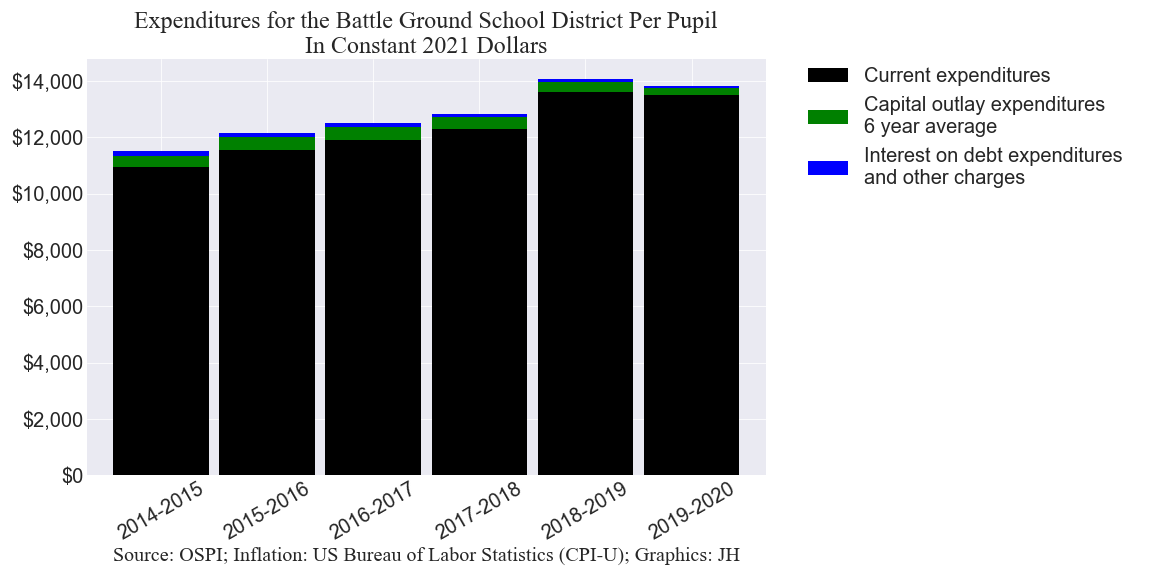 Expenditures for the Battle Ground School District Per Pupil
In Constant 2021 Dollars
$14,000
$12,000
$10,000
$8,000
$6,000
$4,000
$2,000
$0
2014-2015
2015-2016
2016-2017
2017-2018
2018-2019
2019-2020
Current expenditures
Capital outlay expenditures
6 year average
Interest on debt expenditures
and other charges
Source: OSPI; Inflation: US Bureau of Labor Statistics (CPI-U); Graphics: JH